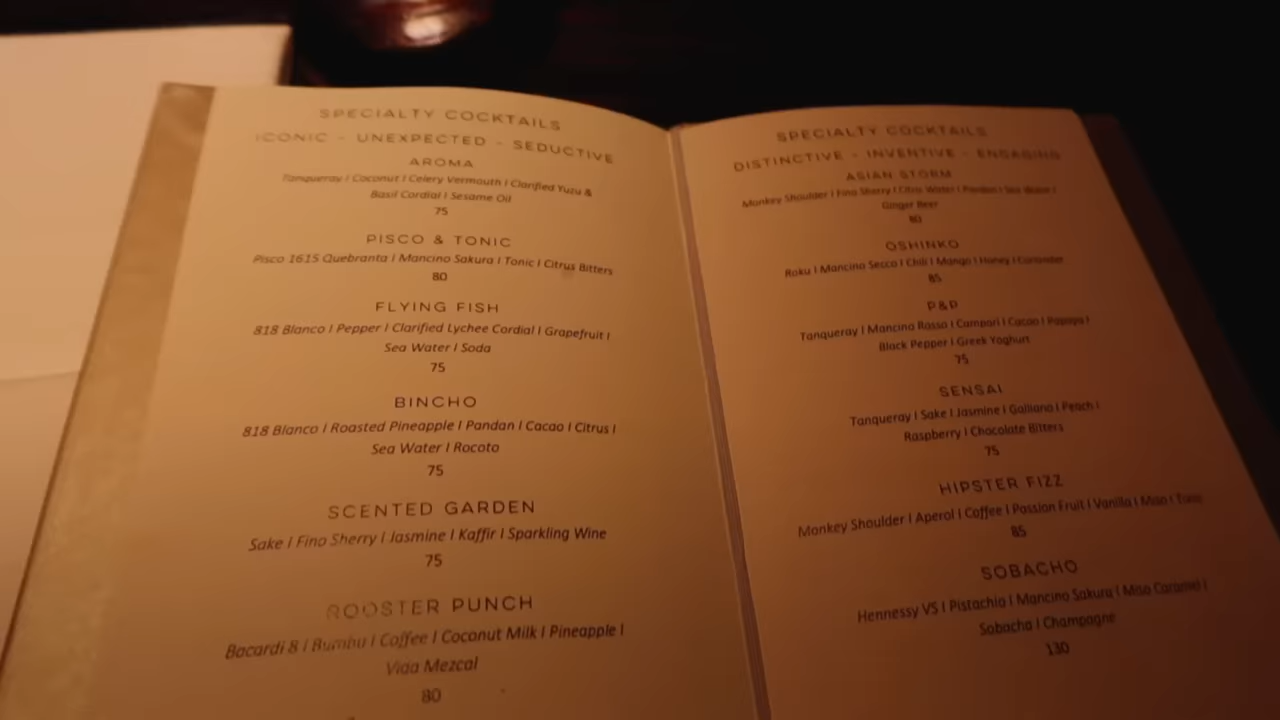 SPECIALTY COCKTAILS
ICONIC - UNEXPECTED - SEDUCTIVE
AROMA
Tanqueray I Coconut I Celery Vermouth I Clarified Yuzu &
Basil Cordial I Sesame Oil
75
PISCO & TONIC
Pisco 1615 Quebranta I Mancino Sakura I Tonic I Citrus Bitters
80
FLYING FISH
818 Blanco I Pepper I Clarified Lychee Cordial I Grapefruit I
Sea Water I Soda
75
BINCHO
818 Blanco I Roasted Pineapple I Pandan I Cacao I Citrus I
Sea Water I Rocoto
75
SCENTED GARDEN
Sake I Fino Sherry I Jasmine I Kaffir I Sparkling Wine
75
ROOSTER PUNCH
Bacardi 8 I Bumbu I Coffee I Coconut Milk I Pineapple I
Vida Mezcal
80
SPECIALTY COCKTAILS
DISTINCTIVE - INVENTIVE - ENGAGING
ASIAN STORM
Monkey Shoulder I Fino Sherry I Citric Water I Pandan I Sea Water I
Ginger Beer
80
OSHINKO
Roku I Mancino Secco I Chili I Mango I Honey I Coriander
85
P&P
Tanqueray I Mancino Rosso I Campari I Cacao I Papaya I
Black Pepper I Greek Yoghurt
75
SENSAI
Tanqueray I Sake I Jasmine I Galliano I Peach I
Raspberry I Chocolate Bitters
75
HIPSTER FIZZ
Monkey Shoulder I Aperol I Coffee I Passion Fruit I Vanilla I Miso I Tonic
85
SOBACHO
Hennessy VS I Pistachio I Mancino Sakura I Miso Caramel I
Sobacha I Champagne
130